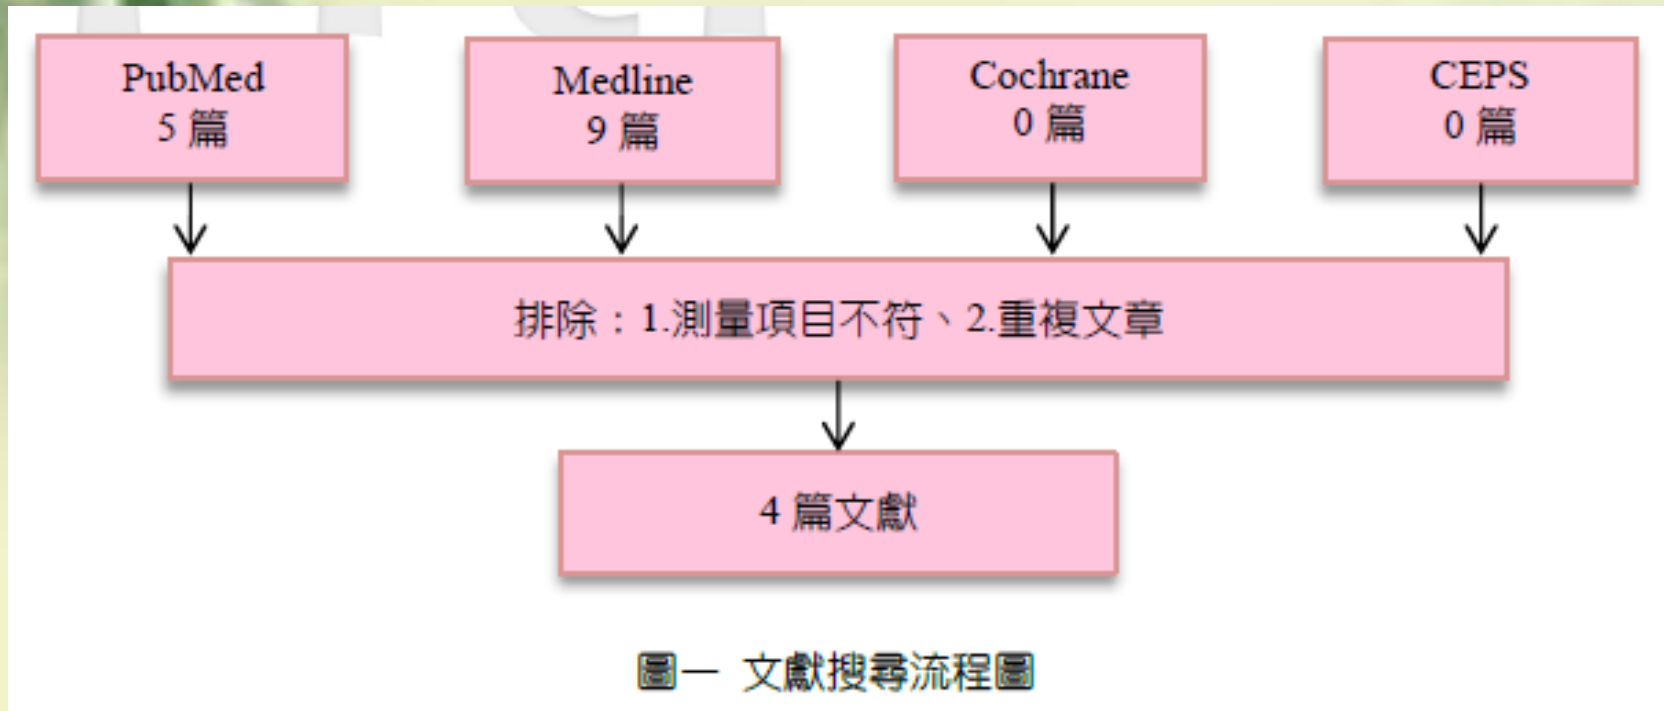 PubMed
5 篇
Medline
9 篇
Cochrane
0 篇
CEPS
0 篇
排除：1.測量項目不符、2.重複文章
4 篇文獻
圖一 文獻搜尋流程圖